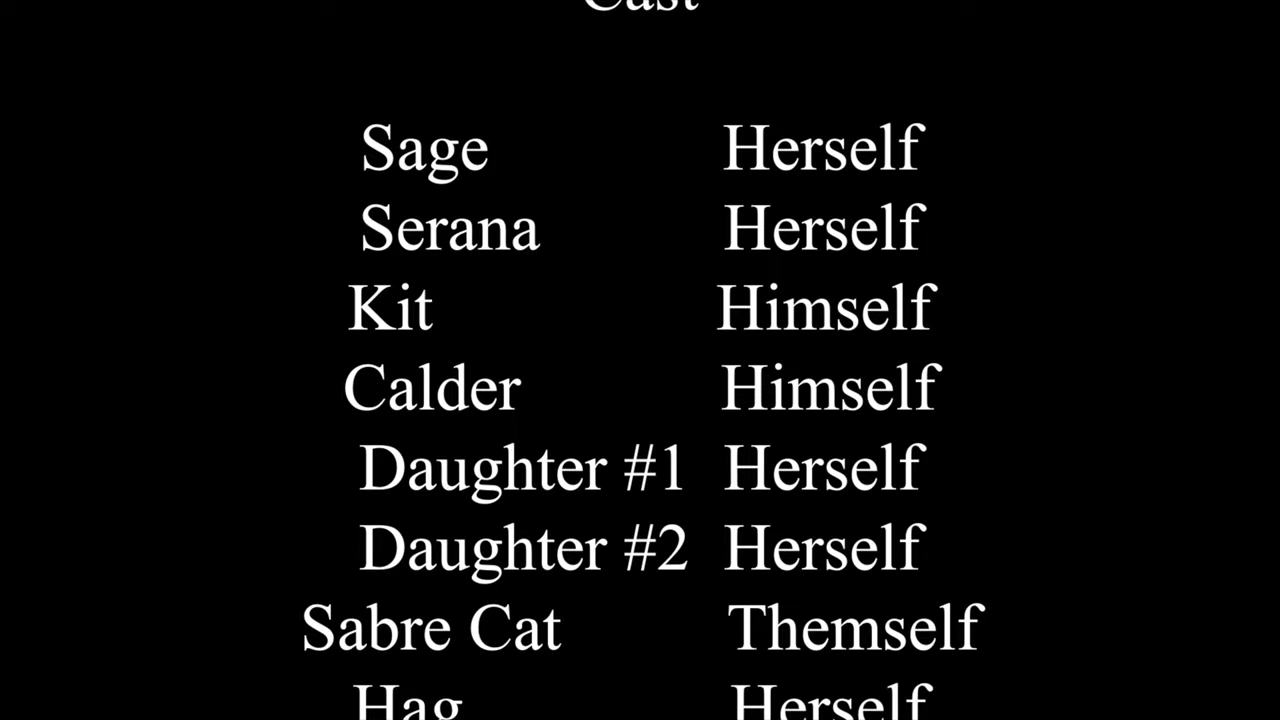 Cast
Sage Herself
Serana Herself
Kit Himself
Calder Himself
Daughter #1 Herself
Daughter #2 Herself
Sabre Cat Themself
Hag Herself